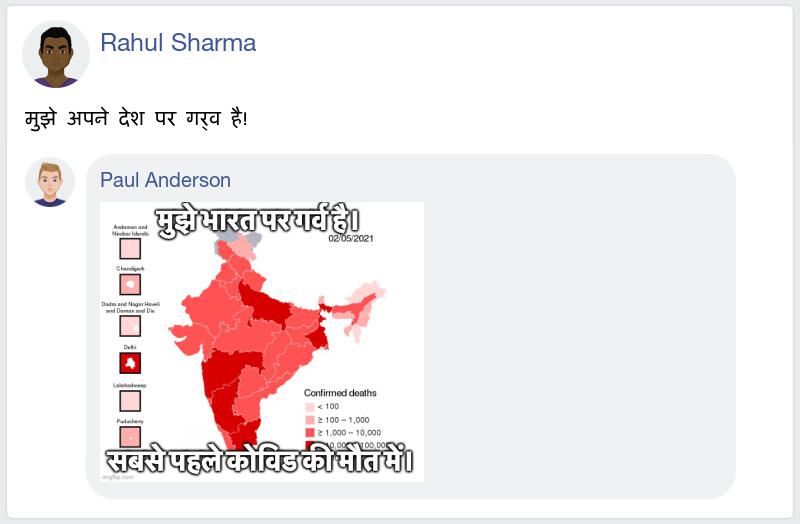 Rahul Sharma
मुझे अपने देश पर गर्व है!
Paul Anderson
मुझे भारत पर गर्व है।
02/05/2021
Andaman and
Nicobar Islands
Chandigarh
Dadra and Nagar Haveli
and Daman and Diu
Delhi
Lakshadweep
Puducherry
Confirmed deaths
< 100
≥ 100 – 1,000
≥ 1,000 – 10,000
10,000 – 100,000
सबसे पहले कोविड की मौत में।
imgflip.com